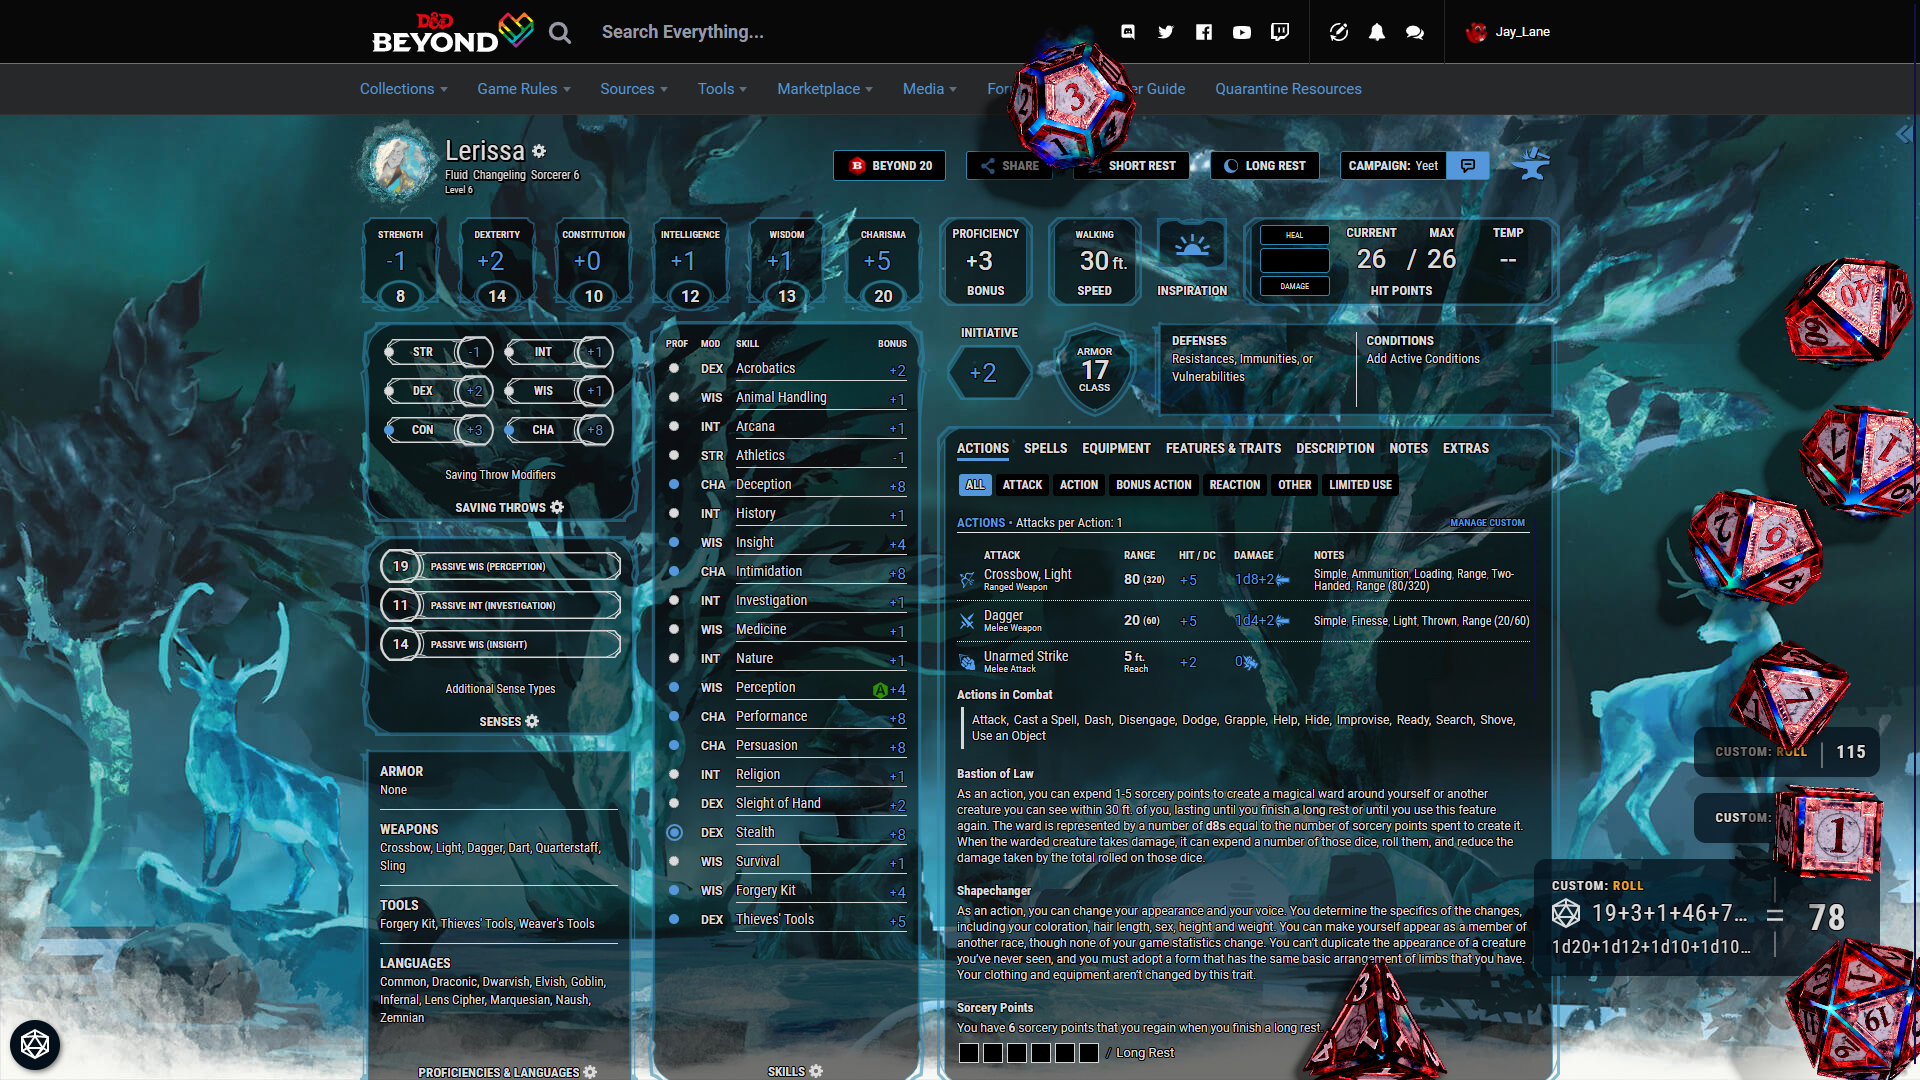 D&D
BEYOND
Search Everything...
Jay_Lane
Collections
Game Rules
Sources
Tools
Marketplace
Media
Quarantine Resources
Guide
Lerissa
Fluid Changeling Sorcerer 6
Level 6
BEYOND 20
SHARE
SHORT REST
LONG REST
CAMPAIGN: Yeet
STRENGTH
-1
8
DEXTERITY
+2
14
CONSTITUTION
+0
10
INTELLIGENCE
+1
12
WISDOM
+1
13
CHARISMA
+5
20
PROFICIENCY
+3
BONUS
WALKING
30 ft.
SPEED
INSPIRATION
HEAL
DAMAGE
CURRENT MAX TEMP
26 / 26 --
HIT POINTS
STR -1 INT +1
DEX +2 WIS +1
CON +3 CHA +8
Saving Throw Modifiers
SAVING THROWS
19 PASSIVE WIS (PERCEPTION)
11 PASSIVE INT (INVESTIGATION)
14 PASSIVE WIS (INSIGHT)
Additional Sense Types
SENSES
ARMOR
None
WEAPONS
Crossbow, Light, Dagger, Dart, Quarterstaff,
Sling
TOOLS
Forgery Kit, Thieves' Tools, Weaver's Tools
LANGUAGES
Common, Draconic, Dwarvish, Elvish, Goblin,
Infernal, Lens Cipher, Marquesian, Naush,
Zemnian
PROFICIENCIES & LANGUAGES
PROF MOD SKILL BONUS
DEX Acrobatics +2
WIS Animal Handling +1
INT Arcana +1
STR Athletics -1
CHA Deception +8
INT History +1
WIS Insight +4
CHA Intimidation +8
INT Investigation +1
WIS Medicine +1
INT Nature +1
WIS Perception A +4
CHA Performance +8
CHA Persuasion +8
INT Religion +1
DEX Sleight of Hand +2
DEX Stealth +8
WIS Survival +1
WIS Forgery Kit +4
DEX Thieves' Tools +5
SKILLS
INITIATIVE
+2
ARMOR
17
CLASS
DEFENSES
Resistances, Immunities, or
Vulnerabilities
CONDITIONS
Add Active Conditions
ACTIONS SPELLS EQUIPMENT FEATURES & TRAITS DESCRIPTION NOTES EXTRAS
ALL ATTACK ACTION BONUS ACTION REACTION OTHER LIMITED USE
ACTIONS • Attacks per Action: 1
MANAGE CUSTOM
ATTACK RANGE HIT / DC DAMAGE NOTES
Crossbow, Light 80 (320) +5 1d8+2 Simple, Ammunition, Loading, Range, Two-
Ranged Weapon Handed, Range (80/320)
Dagger 20 (60) +5 1d4+2 Simple, Finesse, Light, Thrown, Range (20/60)
Melee Weapon
Unarmed Strike 5 ft. +2 0
Melee Attack Reach
Actions in Combat
Attack, Cast a Spell, Dash, Disengage, Dodge, Grapple, Help, Hide, Improvise, Ready, Search, Shove,
Use an Object
Bastion of Law
As an action, you can expend 1-5 sorcery points to create a magical ward around yourself or another
creature you can see within 30 ft. of you, lasting until you finish a long rest or until you use this feature
again. The ward is represented by a number of d8s equal to the number of sorcery points spent to create it.
When the warded creature takes damage, it can expend a number of those dice, roll them, and reduce the
damage taken by the total rolled on those dice.
Shapechanger
As an action, you can change your appearance and your voice. You determine the specifics of the changes,
including your coloration, hair length, sex, height and weight. You can make yourself appear as a member of
another race, though none of your game statistics change. You can't duplicate the appearance of a creature
you've never seen, and you must adopt a form that has the same basic arrangement of limbs that you have.
Your clothing and equipment aren't changed by this trait.
Sorcery Points
You have 6 sorcery points that you regain when you finish a long rest
/ Long Rest
CUSTOM: ROLL 115
CUSTOM:
CUSTOM: ROLL
19+3+1+46+7... = 78
1d20+1d12+1d10+1d10...
3
2
4
1
40
1
7
6
2
6
4
1
3
3
1
19